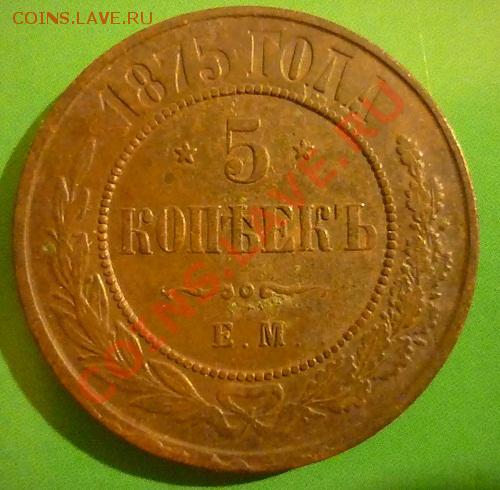 COINS.LAVE.RU
1875 ГОДА
5
КОПѢЕКЪ
Е.М.
COINS.LAVE.RU